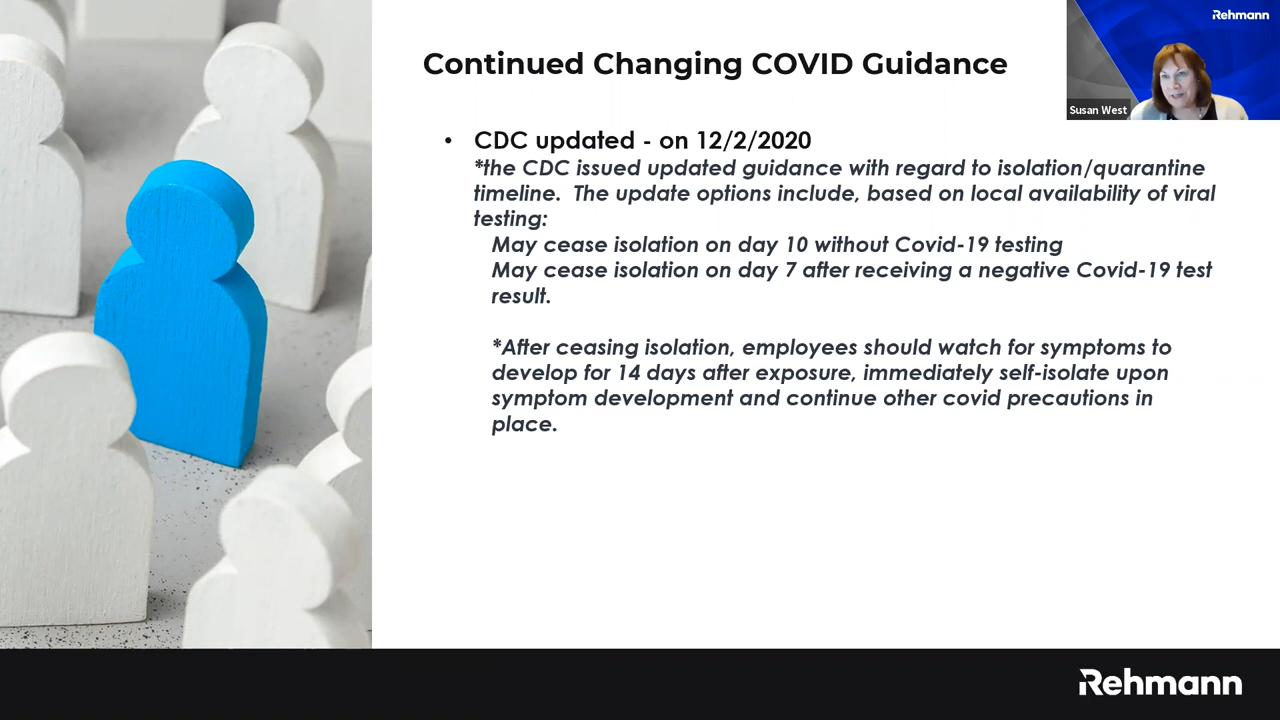 Rehmann
Susan West
Continued Changing COVID Guidance
• CDC updated - on 12/2/2020
*the CDC issued updated guidance with regard to isolation/quarantine
timeline.  The update options include, based on local availability of viral
testing:
May cease isolation on day 10 without Covid-19 testing
May cease isolation on day 7 after receiving a negative Covid-19 test
result.
*After ceasing isolation, employees should watch for symptoms to
develop for 14 days after exposure, immediately self-isolate upon
symptom development and continue other covid precautions in
place.
Rehmann